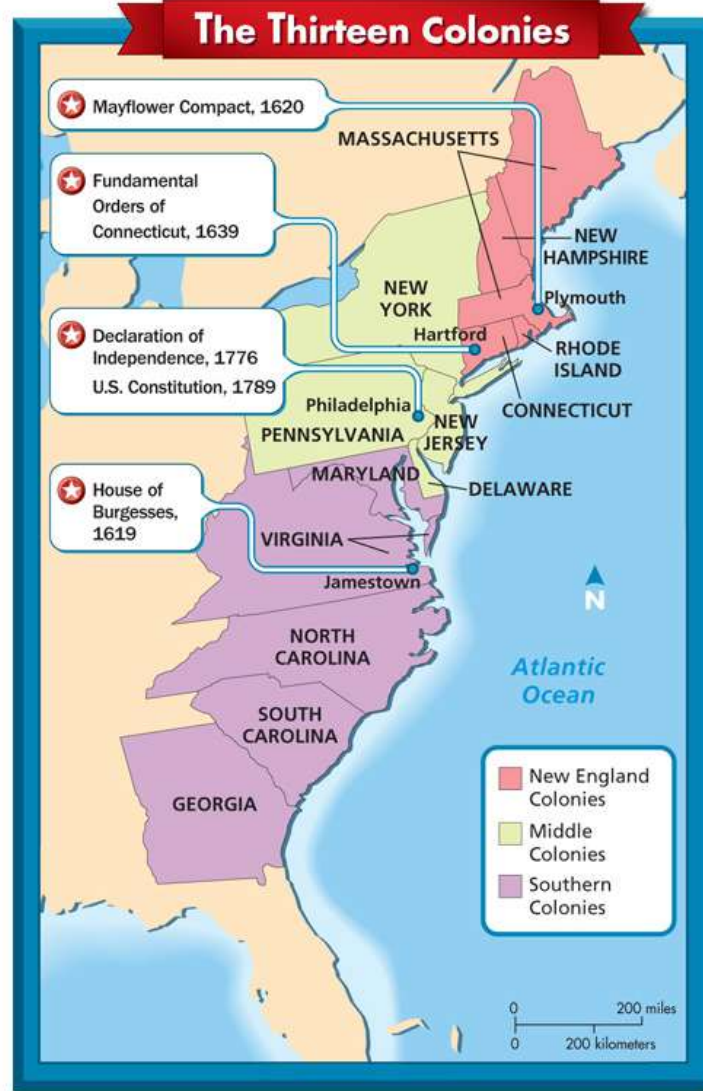 The Thirteen Colonies
Mayflower Compact, 1620
MASSACHUSETTS
Fundamental
Orders of
Connecticut, 1639
NEW
HAMPSHIRE
NEW
YORK
Plymouth
Hartford
Declaration of
Independence, 1776
U.S. Constitution, 1789
RHODE
ISLAND
CONNECTICUT
Philadelphia
PENNSYLVANIA
NEW
JERSEY
MARYLAND
DELAWARE
House of
Burgesses,
1619
VIRGINIA
Jamestown
N
NORTH
CAROLINA
Atlantic
Ocean
SOUTH
CAROLINA
GEORGIA
New England
Colonies
Middle
Colonies
Southern
Colonies
0 200 miles
0 200 kilometers